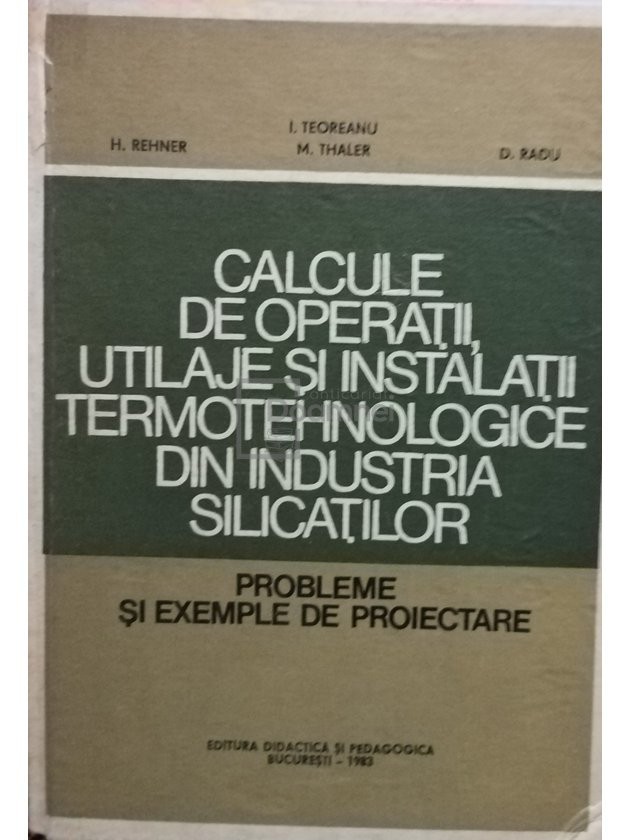 I. TEOREANU
H. REHNER M. THALER D. RADU
CALCULE
DE OPERAȚII,
UTILAJE ȘI INSTALAȚII
TERMOTEHNOLOGICE
DIN INDUSTRIA
SILICAȚILOR
PROBLEME
ȘI EXEMPLE DE PROIECTARE
EDITURA DIDACTICĂ ȘI PEDAGOGICĂ
BUCUREȘTI – 1983